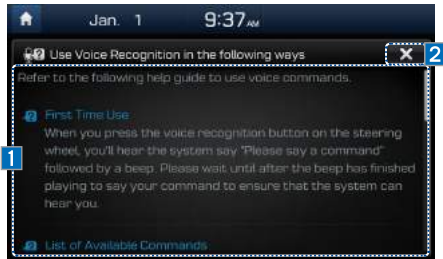 Jan. 1 9:37 AM
Use Voice Recognition in the following ways
2
Refer to the following help guide to use voice commands.
First Time Use
When you press the voice recognition button on the steering
wheel, you'll hear the system say "Please say a command"
1
followed by a beep. Please wait until after the beep has finished
playing to say your command to ensure that the system can
hear you.
List of Available Commands